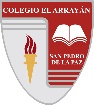 COLEGIO EL ARRAYÁN
SAN PEDRO
DE LA PAZ